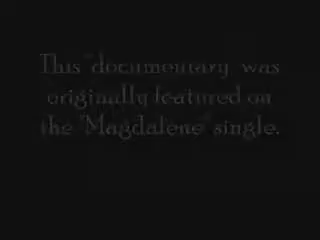 This "documentary" was
originally featured on
the "Magdalene" single.